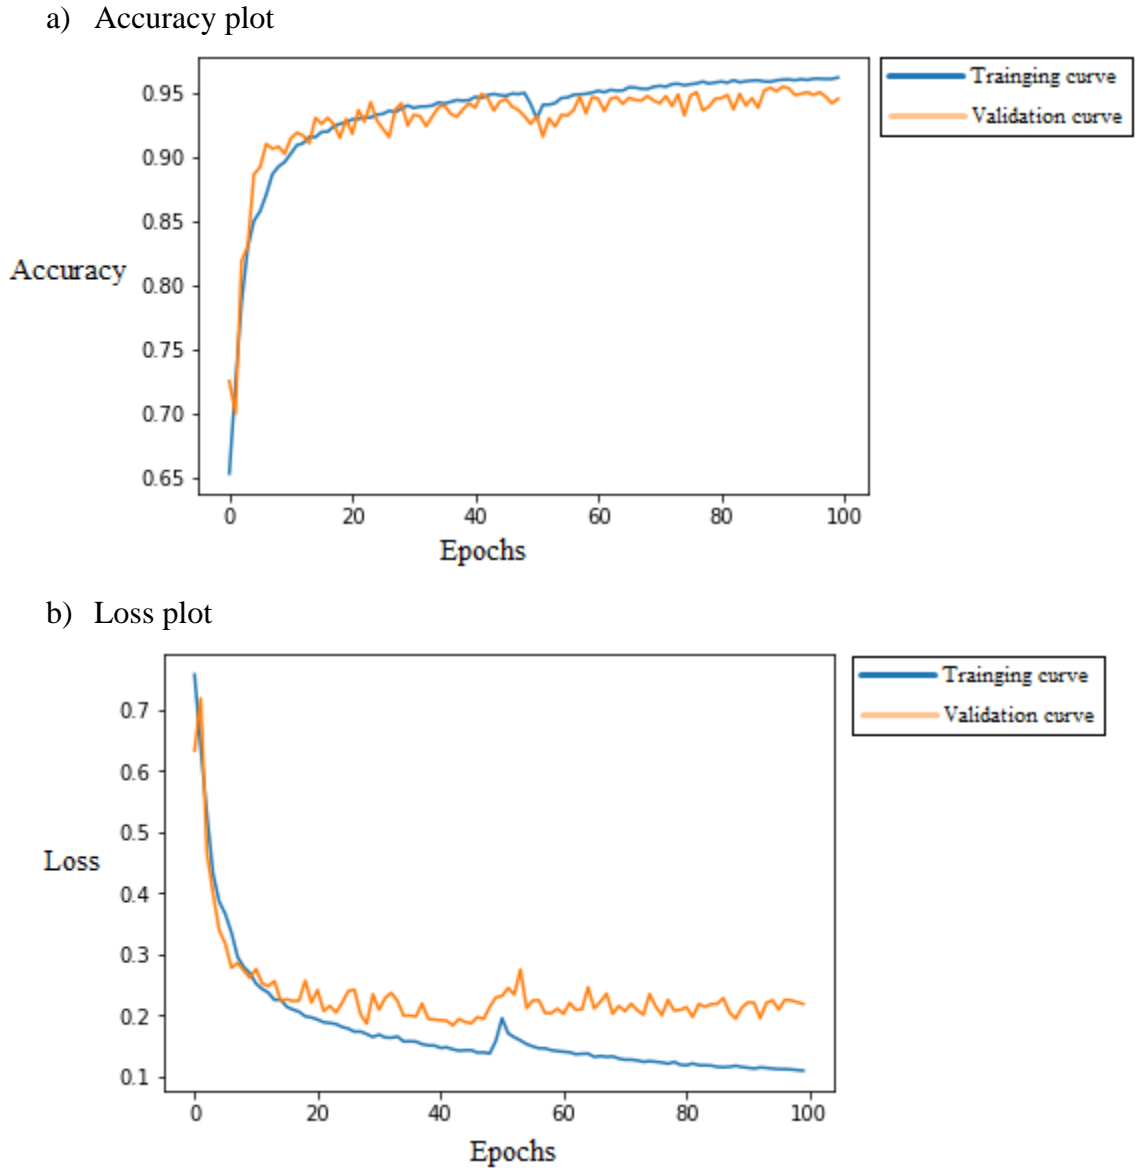 a) Accuracy plot
Trainging curve
Validation curve
0.95
0.90
0.85
0.80
0.75
0.70
0.65
Accuracy
0 20 40 60 80 100
Epochs
b) Loss plot
Trainging curve
Validation curve
0.7
0.6
0.5
0.4
0.3
0.2
0.1
Loss
0 20 40 60 80 100
Epochs